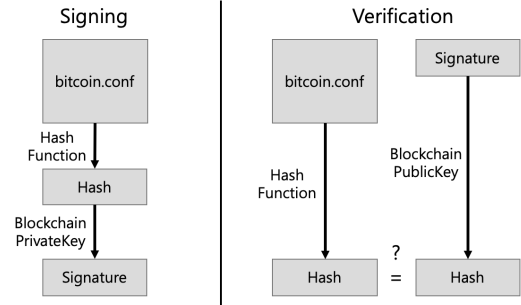 Signing
bitcoin.conf
Hash
Function
Hash
Blockchain
PrivateKey
Signature
Verification
bitcoin.conf
Signature
Hash
Function
Blockchain
PublicKey
Hash
?
=
Hash